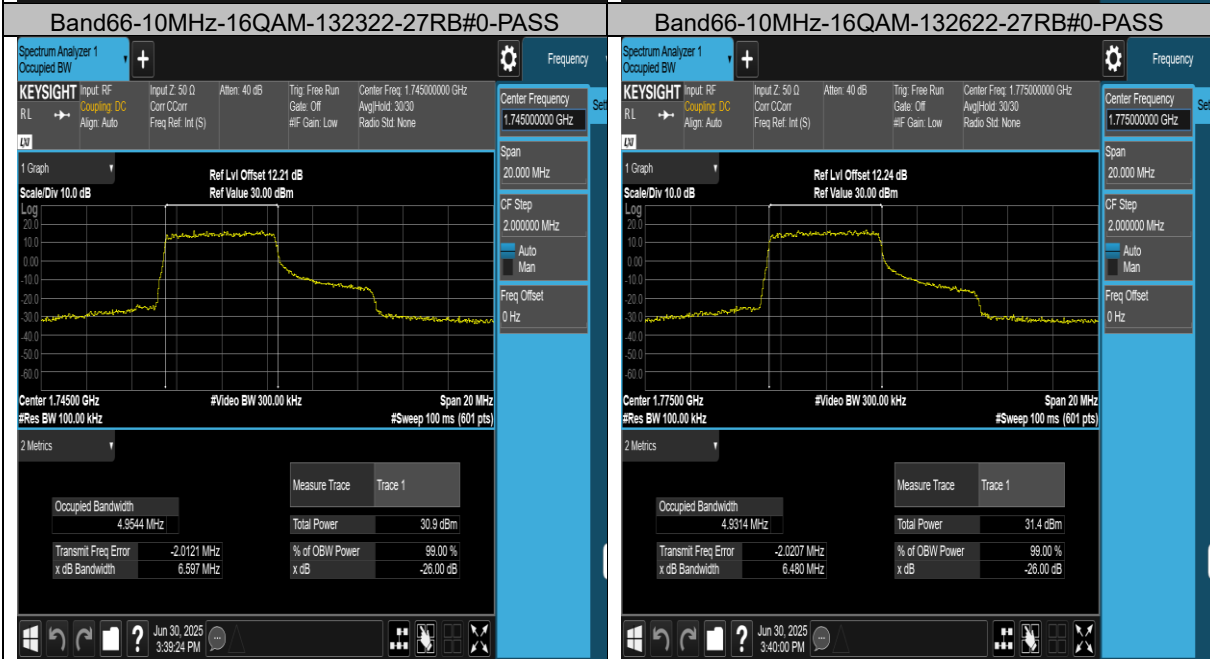 Band66-10MHz-16QAM-132322-27RB#0-PASS
Spectrum Analyzer 1
Occupied BW
+
Frequency
KEYSIGHT
RL
LXI
Input: RF
Coupling: DC
Align: Auto
Input Z: 50 Ω
Corr CCorr
Freq Ref: Int (S)
Atten: 40 dB
Trig: Free Run
Gate: Off
#IF Gain: Low
Center Freq: 1.745000000 GHz
Avg|Hold: 30/30
Radio Std: None
Center Frequency
1.745000000 GHz
Set
Span
20.000 MHz
CF Step
2.000000 MHz
Auto
Man
Freq Offset
0 Hz
1 Graph
Scale/Div 10.0 dB
Ref Lvl Offset 12.21 dB
Ref Value 30.00 dBm
Log
20.0
10.0
0.00
-10.0
-20.0
-30.0
-40.0
-50.0
-60.0
Center 1.74500 GHz
#Res BW 100.00 kHz
#Video BW 300.00 kHz
Span 20 MHz
#Sweep 100 ms (601 pts)
2 Metrics
Measure Trace Trace 1
Occupied Bandwidth
4.9544 MHz
Total Power 30.9 dBm
Transmit Freq Error -2.0121 MHz
% of OBW Power 99.00 %
x dB Bandwidth 6.597 MHz
x dB -26.00 dB
?
Jun 30, 2025
3:39:24 PM
Band66-10MHz-16QAM-132622-27RB#0-PASS
Spectrum Analyzer 1
Occupied BW
+
Frequency
KEYSIGHT
RL
LXI
Input: RF
Coupling: DC
Align: Auto
Input Z: 50 Ω
Corr CCorr
Freq Ref: Int (S)
Atten: 40 dB
Trig: Free Run
Gate: Off
#IF Gain: Low
Center Freq: 1.775000000 GHz
Avg|Hold: 30/30
Radio Std: None
Center Frequency
1.775000000 GHz
Set
Span
20.000 MHz
CF Step
2.000000 MHz
Auto
Man
Freq Offset
0 Hz
1 Graph
Scale/Div 10.0 dB
Ref Lvl Offset 12.24 dB
Ref Value 30.00 dBm
Log
20.0
10.0
0.00
-10.0
-20.0
-30.0
-40.0
-50.0
-60.0
Center 1.77500 GHz
#Res BW 100.00 kHz
#Video BW 300.00 kHz
Span 20 MHz
#Sweep 100 ms (601 pts)
2 Metrics
Measure Trace Trace 1
Occupied Bandwidth
4.9314 MHz
Total Power 31.4 dBm
Transmit Freq Error -2.0207 MHz
% of OBW Power 99.00 %
x dB Bandwidth 6.480 MHz
x dB -26.00 dB
?
Jun 30, 2025
3:40:00 PM